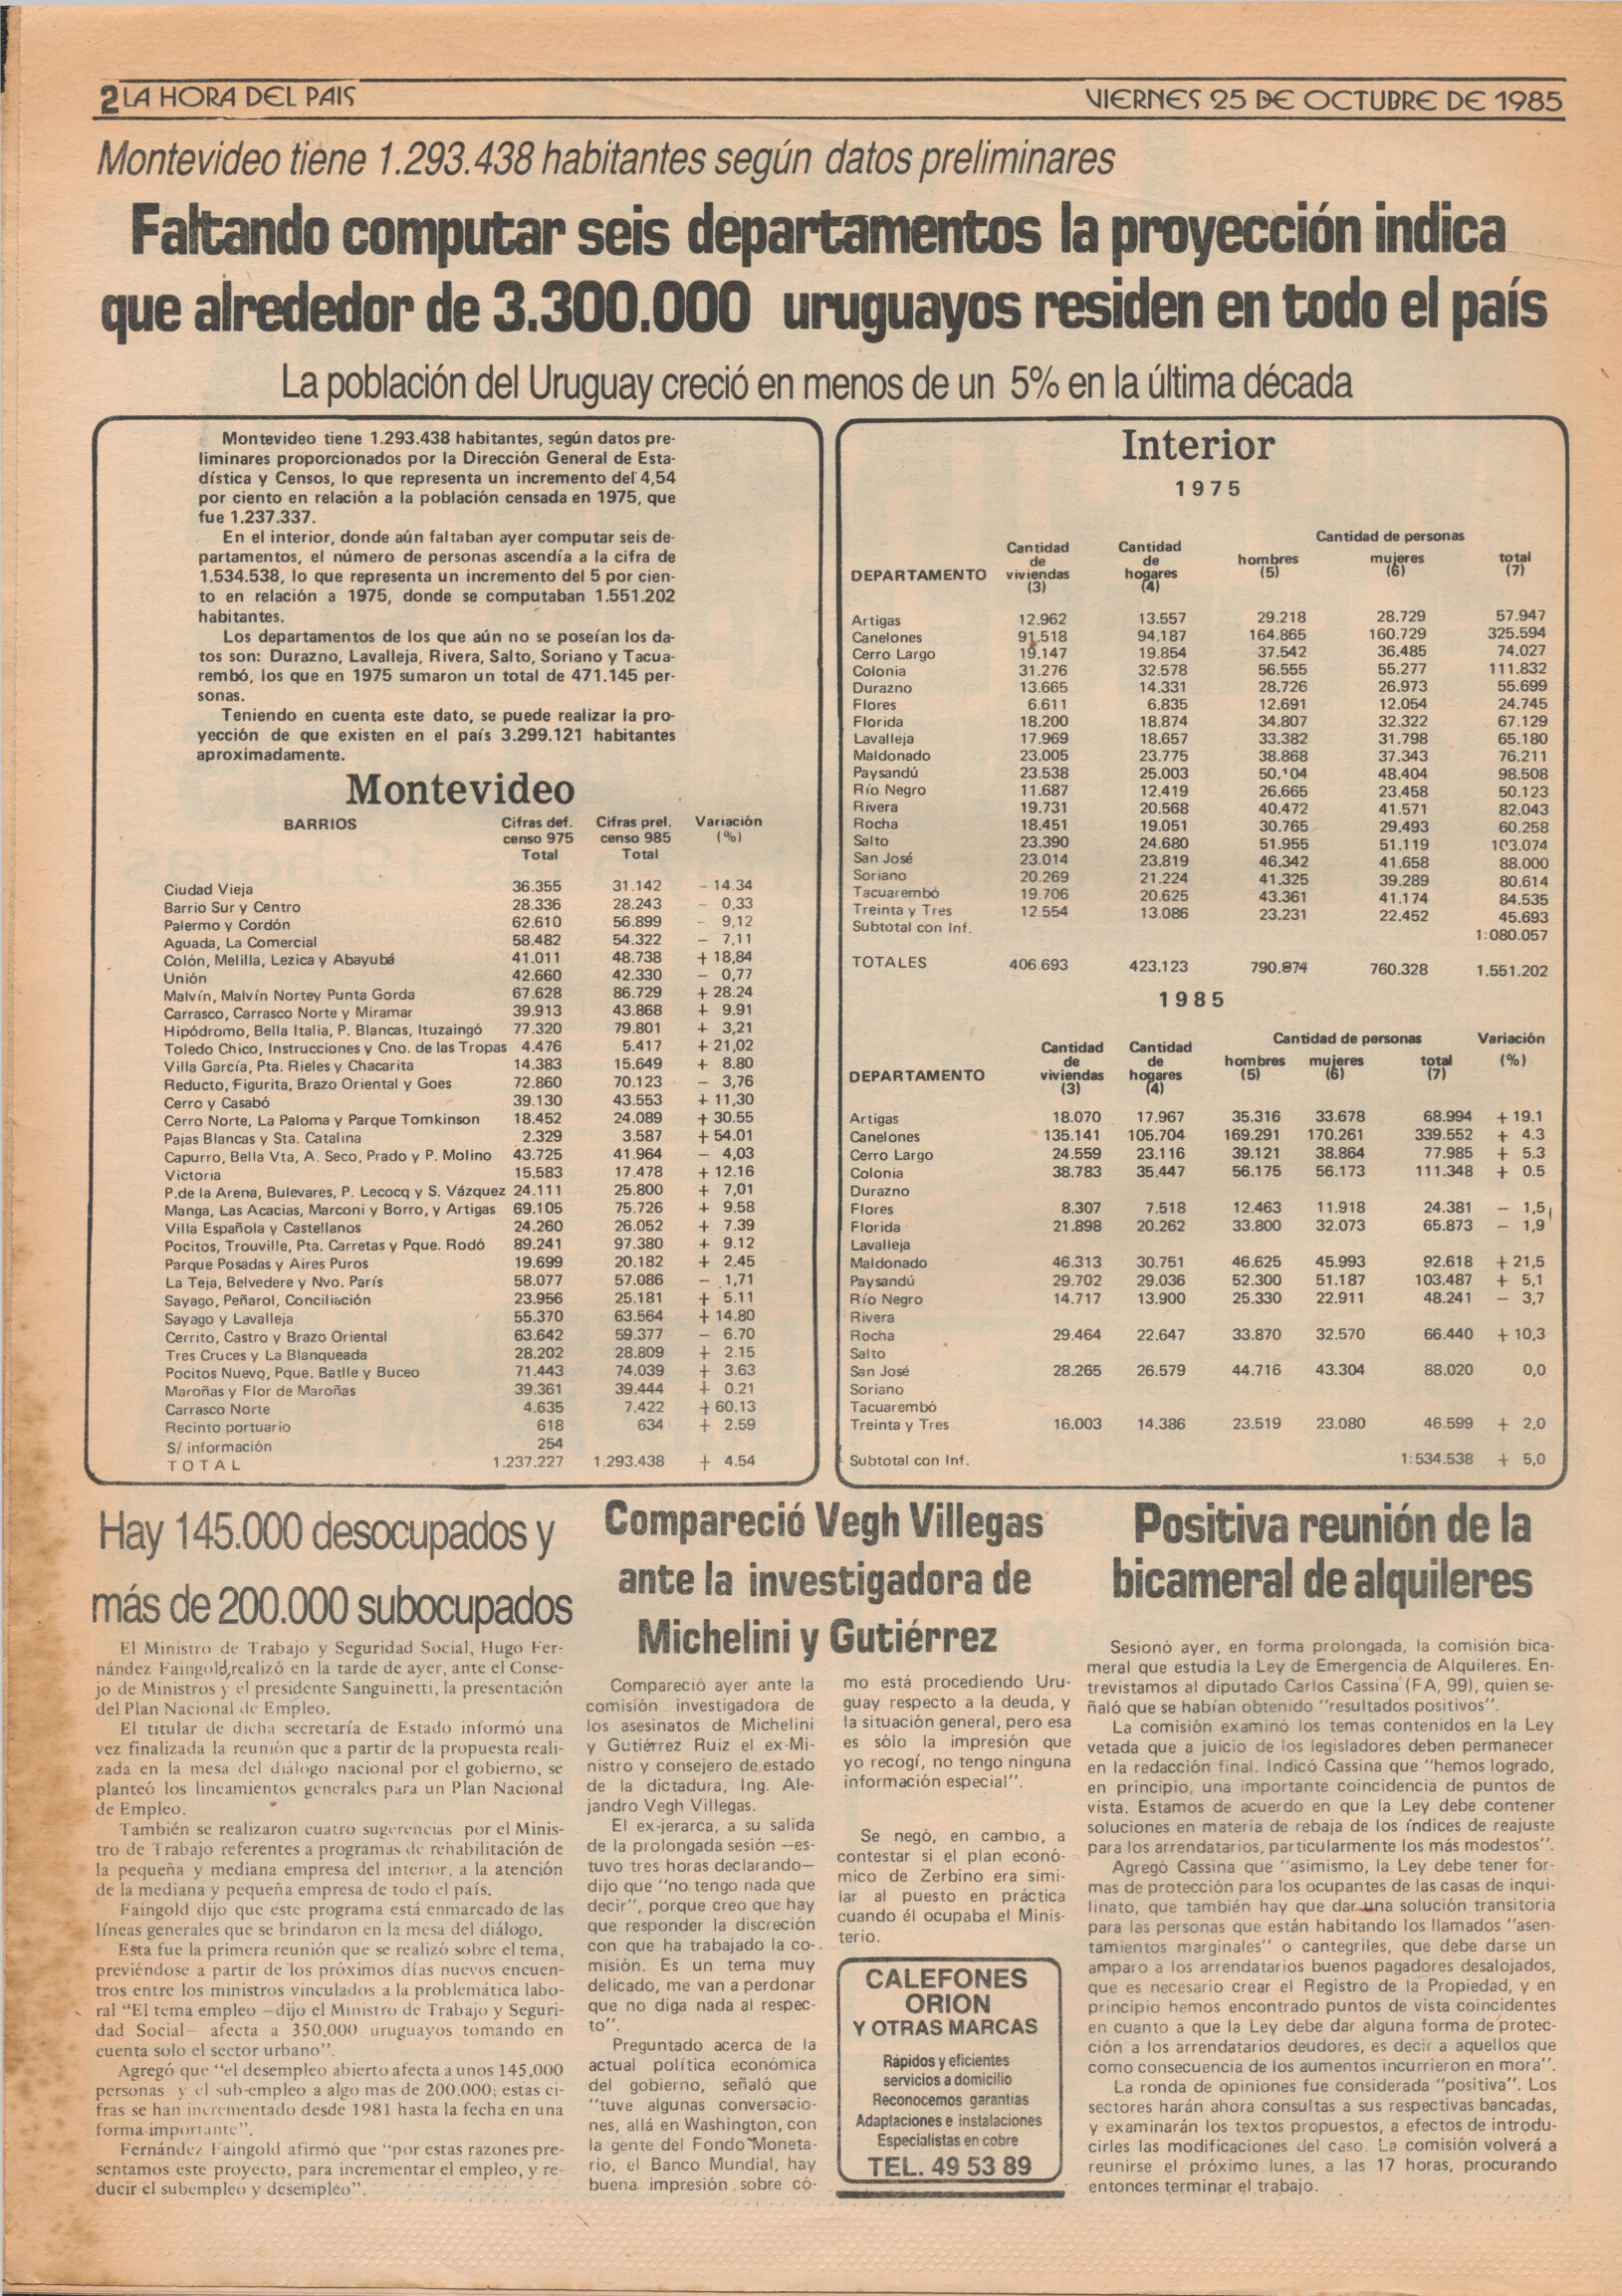 2 LA HORA DEL PAIS
VIERNES 25 DE OCTUBRE DE 1985
Montevideo tiene 1.293.438 habitantes según datos preliminares
Faltando computar seis departamentos la proyección indica
que alrededor de 3.300.000 uruguayos residen en todo el país
La población del Uruguay creció en menos de un 5% en la última década
Montevideo tiene 1.293.438 habitantes, según datos pre-
liminares proporcionados por la Dirección General de Esta-
dística y Censos, lo que representa un incremento del 4,54
por ciento en relación a la población censada en 1975, que
fue 1.237.337.
En el interior, donde aún faltaban ayer computar seis de-
partamentos, el número de personas ascendía a la cifra de
1.534.538, lo que representa un incremento del 5 por cien-
to en relación a 1975, donde se computaban 1.551.202
habitantes.
Los departamentos de los que aún no se poseían los da-
tos son: Durazno, Lavalleja, Rivera, Salto, Soriano y Tacua-
rembó, los que en 1975 sumaron un total de 471.145 per-
sonas.
Teniendo en cuenta este dato, se puede realizar la pro-
yección de que existen en el país 3.299.121 habitantes
aproximadamente.
Montevideo
BARRIOS Cifras def. Cifras prel. Variación
censo 975 censo 985 (%)
Total Total
Ciudad Vieja 36.355 31.142 – 14.34
Barrio Sur y Centro 28.336 28.243 – 0,33
Palermo y Cordón 62.610 56.899 – 9,12
Aguada, La Comercial 58.482 54.322 – 7,11
Colón, Melilla, Lezica y Abayubá 41.011 48.738 + 18,84
Unión 42.660 42.330 – 0,77
Malvín, Malvín Nortey Punta Gorda 67.628 86.729 + 28.24
Carrasco, Carrasco Norte y Miramar 39.913 43.868 + 9.91
Hipódromo, Bella Italia, P. Blancas, Ituzaingó 77.320 79.801 + 3,21
Toledo Chico, Instrucciones y Cno. de las Tropas 4.476 5.417 + 21,02
Villa García, Pta. Rieles y Chacarita 14.383 15.649 + 8.80
Reducto, Figurita, Brazo Oriental y Goes 72.860 70.123 – 3,76
Cerro y Casabó 39.130 43.553 + 11,30
Cerro Norte, La Paloma y Parque Tomkinson 18.452 24.089 + 30.55
Pajas Blancas y Sta. Catalina 2.329 3.587 + 54.01
Capurro, Bella Vta, A. Seco, Prado y P. Molino 43.725 41.964 – 4,03
Victoria 15.583 17.478 + 12.16
P.de la Arena, Bulevares, P. Lecocq y S. Vázquez 24.111 25.800 + 7,01
Manga, Las Acacias, Marconi y Borro, y Artigas 69.105 75.726 + 9.58
Villa Española y Castellanos 24.260 26.052 + 7.39
Pocitos, Trouville, Pta. Carretas y Pque. Rodó 89.241 97.380 + 9.12
Parque Posadas y Aires Puros 19.699 20.182 + 2.45
La Teja, Belvedere y Nvo. París 58.077 57.086 – 1,71
Sayago, Peñarol, Conciliación 23.956 25.181 + 5.11
Sayago y Lavalleja 55.370 63.564 + 14.80
Cerrito, Castro y Brazo Oriental 63.642 59.377 – 6.70
Tres Cruces y La Blanqueada 28.202 28.809 + 2.15
Pocitos Nuevo, Pque. Batlle y Buceo 71.443 74.039 + 3.63
Maroñas y Flor de Maroñas 39.361 39.444 + 0.21
Carrasco Norte 4.635 7.422 + 60.13
Recinto portuario 618 634 + 2.59
S/ información 254
TOTAL 1.237.227 1.293.438 + 4.54
Interior
1975
Cantidad de personas
DEPARTAMENTO Cantidad de viviendas (3) Cantidad de hogares (4) hombres (5) mujeres (6) total (7)
Artigas 12.962 13.557 29.218 28.729 57.947
Canelones 91.518 94.187 164.865 160.729 325.594
Cerro Largo 19.147 19.854 37.542 36.485 74.027
Colonia 31.276 32.578 56.555 55.277 111.832
Durazno 13.665 14.331 28.726 26.973 55.699
Flores 6.611 6.835 12.691 12.054 24.745
Florida 18.200 18.874 34.807 32.322 67.129
Lavalleja 17.969 18.657 33.382 31.798 65.180
Maldonado 23.005 23.775 38.868 37.343 76.211
Paysandú 23.538 25.003 50.104 48.404 98.508
Río Negro 11.687 12.419 26.665 23.458 50.123
Rivera 19.731 20.568 40.472 41.571 82.043
Rocha 18.451 19.051 30.765 29.493 60.258
Salto 23.390 24.680 51.955 51.119 103.074
San José 23.014 23.819 46.342 41.658 88.000
Soriano 20.269 21.224 41.325 39.289 80.614
Tacuarembó 19.706 20.625 43.361 41.174 84.535
Treinta y Tres 12.554 13.086 23.231 22.452 45.693
Subtotal con Inf. 1:080.057
TOTALES 406.693 423.123 790.874 760.328 1.551.202
1985
Cantidad de personas Variación
DEPARTAMENTO Cantidad de viviendas (3) Cantidad de hogares (4) hombres (5) mujeres (6) total (7) (%)
Artigas 18.070 17.967 35.316 33.678 68.994 + 19.1
Canelones 135.141 105.704 169.291 170.261 339.552 + 4.3
Cerro Largo 24.559 23.116 39.121 38.864 77.985 + 5.3
Colonia 38.783 35.447 56.175 56.173 111.348 + 0.5
Durazno
Flores 8.307 7.518 12.463 11.918 24.381 – 1,5
Florida 21.898 20.262 33.800 32.073 65.873 – 1,9
Lavalleja
Maldonado 46.313 30.751 46.625 45.993 92.618 + 21,5
Paysandú 29.702 29.036 52.300 51.187 103.487 + 5,1
Río Negro 14.717 13.900 25.330 22.911 48.241 – 3,7
Rivera
Rocha 29.464 22.647 33.870 32.570 66.440 + 10,3
Salto
San José 28.265 26.579 44.716 43.304 88.020 0,0
Soriano
Tacuarembó
Treinta y Tres 16.003 14.386 23.519 23.080 46.599 + 2,0
Subtotal con Inf. 1:534.538 + 5,0
Hay 145.000 desocupados y
más de 200.000 subocupados
El Ministro de Trabajo y Seguridad Social, Hugo Fer-
nández Faingold, realizó en la tarde de ayer, ante el Conse-
jo de Ministros y el presidente Sanguinetti, la presentación
del Plan Nacional de Empleo.
El titular de dicha secretaría de Estado informó una
vez finalizada la reunión que a partir de la propuesta reali-
zada en la mesa del diálogo nacional por el gobierno, se
planteó los lineamientos generales para un Plan Nacional
de Empleo.
También se realizaron cuatro sugerencias por el Minis-
tro de Trabajo referentes a programas de rehabilitación de
la pequeña y mediana empresa del interior, a la atención
de la mediana y pequeña empresa de todo el país.
Faingold dijo que este programa está enmarcado de las
líneas generales que se brindaron en la mesa del diálogo.
Esta fue la primera reunión que se realizó sobre el tema,
previéndose a partir de los próximos días nuevos encuen-
tros entre los ministros vinculados a la problemática labo-
ral "El tema empleo —dijo el Ministro de Trabajo y Seguri-
dad Social— afecta a 350.000 uruguayos tomando en
cuenta solo el sector urbano".
Agregó que "el desempleo abierto afecta a unos 145.000
personas y el sub-empleo a algo mas de 200.000; estas ci-
fras se han incrementado desde 1981 hasta la fecha en una
forma importante".
Fernández Faingold afirmó que "por estas razones pre-
sentamos este proyecto, para incrementar el empleo, y re-
ducir el subempleo y desempleo".
Compareció Vegh Villegas
ante la investigadora de
Michelini y Gutiérrez
Compareció ayer ante la
comisión investigadora de
los asesinatos de Michelini
y Gutiérrez Ruiz el ex-Mi-
nistro y consejero de estado
de la dictadura, Ing. Ale-
jandro Vegh Villegas.
El ex-jerarca, a su salida
de la prolongada sesión —es-
tuvo tres horas declarando—
dijo que "no tengo nada que
decir", porque creo que hay
que responder la discreción
con que ha trabajado la co-
misión. Es un tema muy
delicado, me van a perdonar
que no diga nada al respec-
to".
Preguntado acerca de la
actual política económica
del gobierno, señaló que
"tuve algunas conversacio-
nes, allá en Washington, con
la gente del Fondo Moneta-
rio, el Banco Mundial, hay
buena impresión sobre có-
mo está procediendo Uru-
guay respecto a la deuda, y
la situación general, pero esa
es sólo la impresión que
yo recogí, no tengo ninguna
información especial".
Se negó, en cambio, a
contestar si el plan econó-
mico de Zerbino era simi-
lar al puesto en práctica
cuando él ocupaba el Minis-
terio.
CALEFONES
ORION
Y OTRAS MARCAS
Rápidos y eficientes
servicios a domicilio
Reconocemos garantías
Adaptaciones e instalaciones
Especialistas en cobre
TEL. 49 53 89
Positiva reunión de la
bicameral de alquileres
Sesionó ayer, en forma prolongada, la comisión bica-
meral que estudia la Ley de Emergencia de Alquileres. En-
trevistamos al diputado Carlos Cassina (FA, 99), quien se-
ñaló que se habían obtenido "resultados positivos".
La comisión examinó los temas contenidos en la Ley
vetada que a juicio de los legisladores deben permanecer
en la redacción final. Indicó Cassina que "hemos logrado,
en principio, una importante coincidencia de puntos de
vista. Estamos de acuerdo en que la Ley debe contener
soluciones en materia de rebaja de los índices de reajuste
para los arrendatarios, particularmente los más modestos".
Agregó Cassina que "asimismo, la Ley debe tener for-
mas de protección para los ocupantes de las casas de inqui-
linato, que también hay que dar una solución transitoria
para las personas que están habitando los llamados "asen-
tamientos marginales" o cantegriles, que debe darse un
amparo a los arrendatarios buenos pagadores desalojados,
que es necesario crear el Registro de la Propiedad, y en
principio hemos encontrado puntos de vista coincidentes
en cuanto a que la Ley debe dar alguna forma de protec-
ción a los arrendatarios deudores, es decir a aquellos que
como consecuencia de los aumentos incurrieron en mora".
La ronda de opiniones fue considerada "positiva". Los
sectores harán ahora consultas a sus respectivas bancadas,
y examinarán los textos propuestos, a efectos de introdu-
cirles las modificaciones del caso. La comisión volverá a
reunirse el próximo lunes, a las 17 horas, procurando
entonces terminar el trabajo.